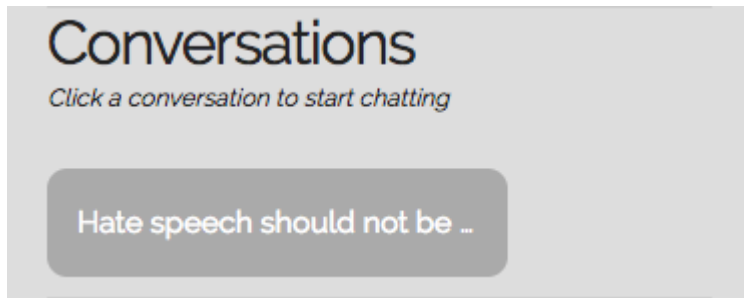 Conversations
Click a conversation to start chatting
Hate speech should not be ...